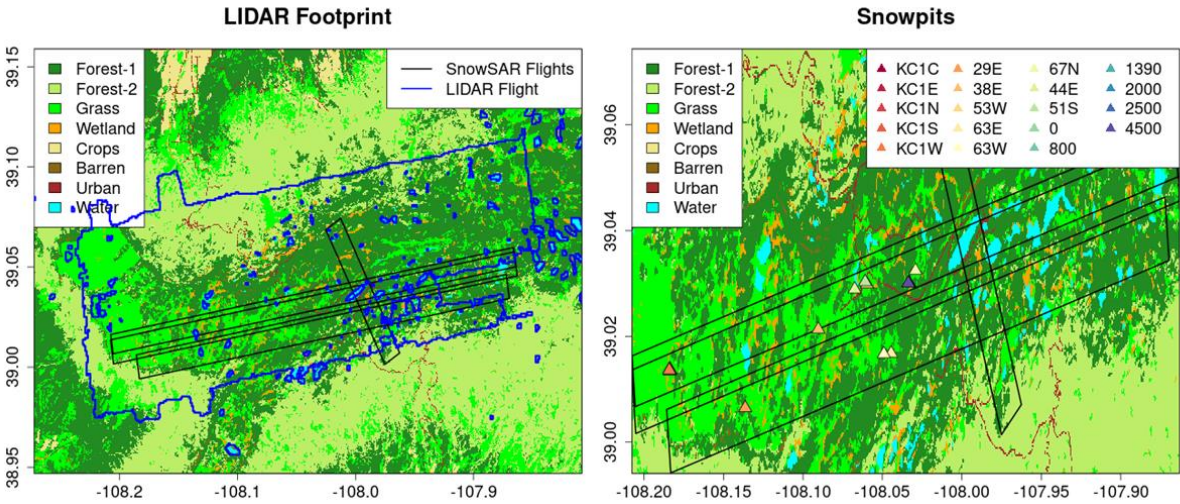 LIDAR Footprint
Forest-1
Forest-2
Grass
Wetland
Crops
Barren
Urban
Water
SnowSAR Flights
LIDAR Flight
39.15
39.10
39.05
39.00
38.95
-108.2
-108.1
-108.0
-107.9
Snowpits
Forest-1
Forest-2
Grass
Wetland
Crops
Barren
Urban
Water
KC1C
KC1E
KC1N
KC1S
KC1W
29E
38E
53W
63E
63W
67N
44E
51S
0
800
1390
2000
2500
4500
39.06
39.04
39.02
39.00
-108.20
-108.15
-108.10
-108.05
-108.00
-107.95
-107.90